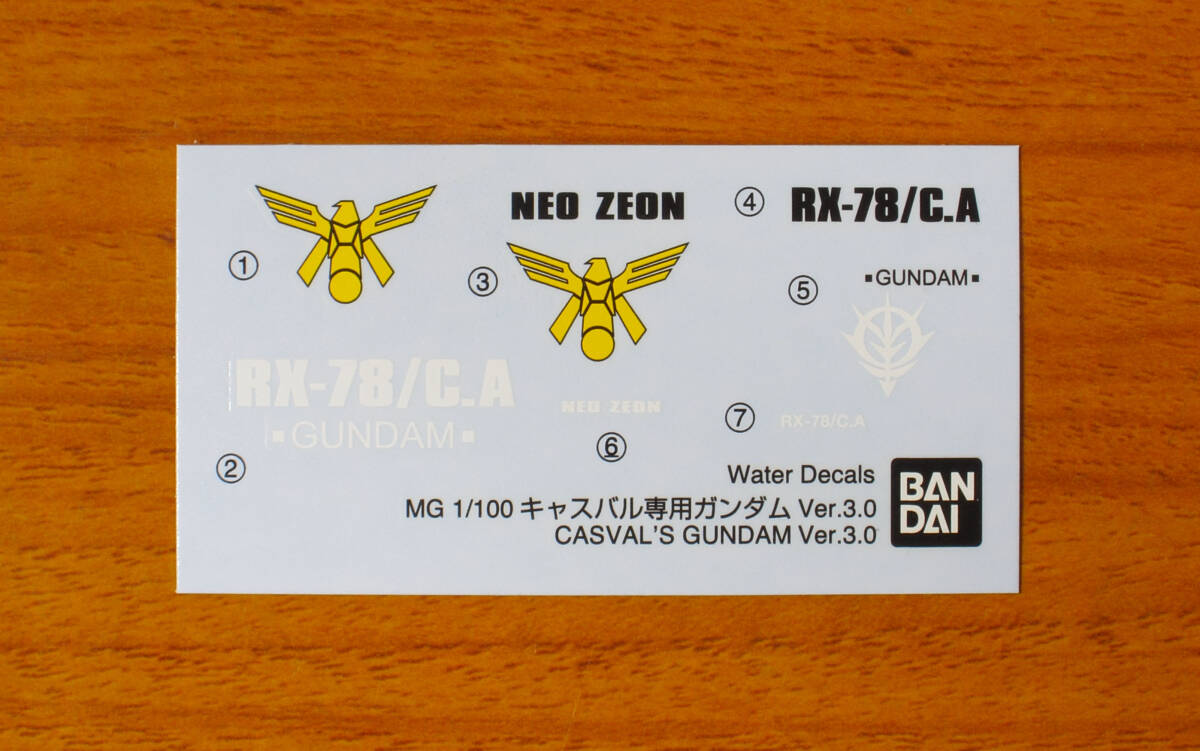 ①
NEO ZEON
③
④ RX-78/C.A
⑤ ▪GUNDAM▪
RX-78/C.A
▪GUNDAM▪
②
NEO ZEON
⑥
⑦ RX-78/C.A
Water Decals
MG 1/100 キャスバル専用ガンダム Ver.3.0
CASVAL'S GUNDAM Ver.3.0
BAN
DAI